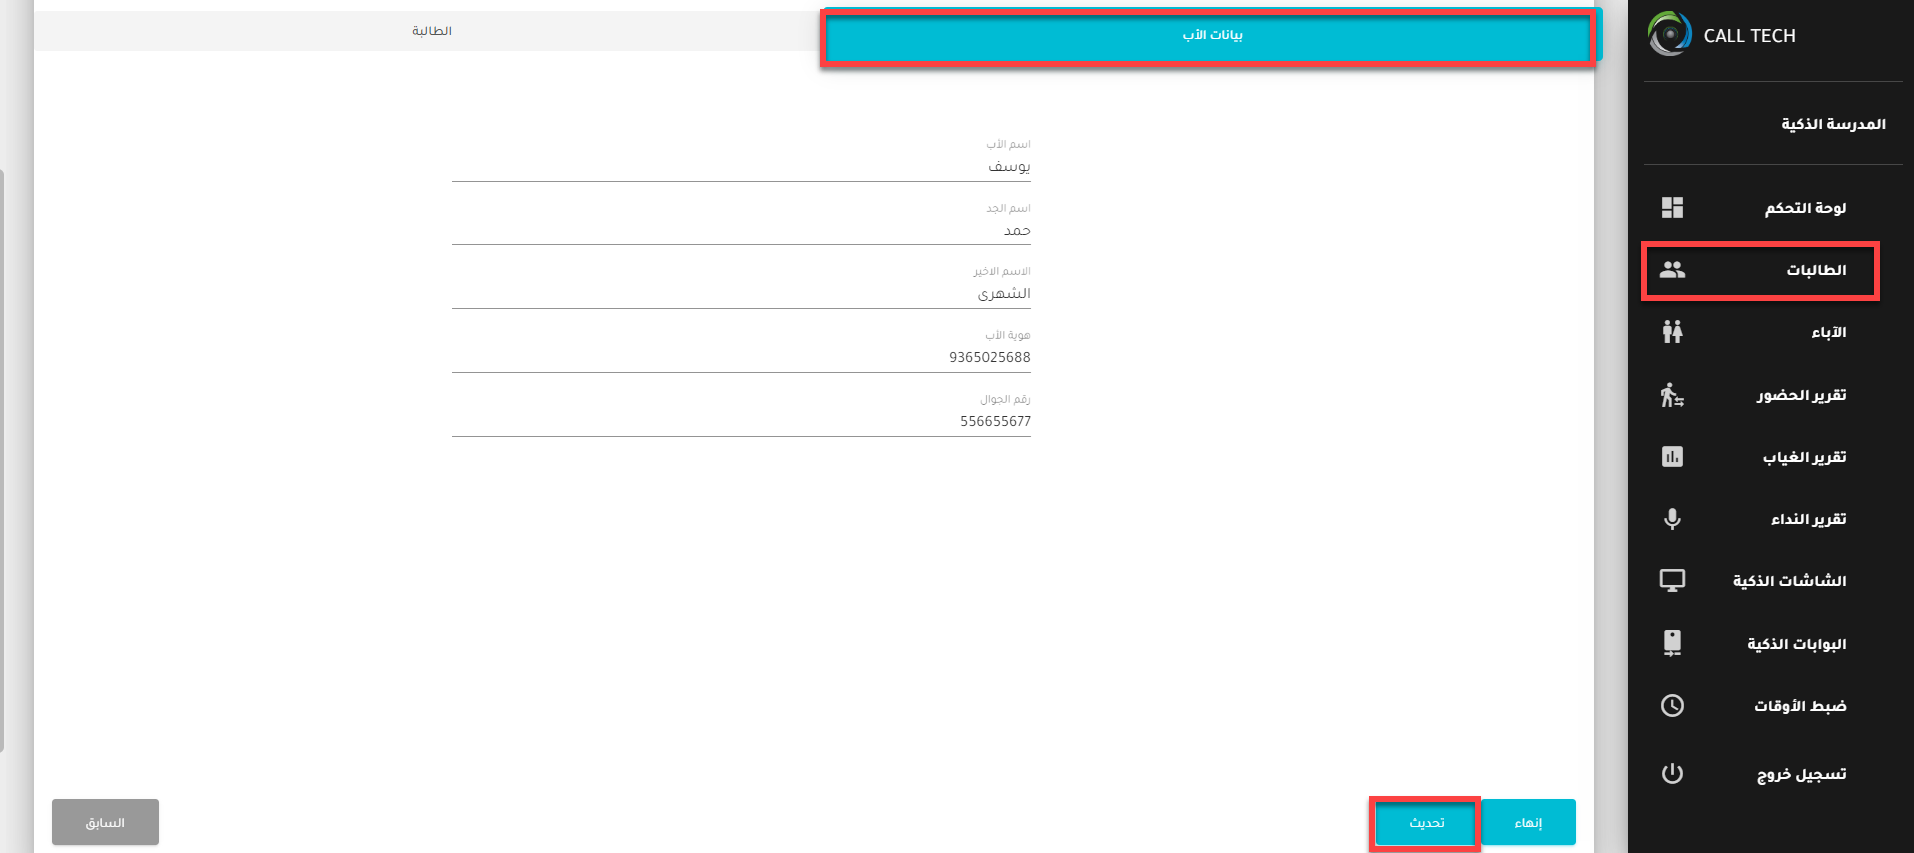 CALL TECH
المدرسة الذكية
لوحة التحكم
الطالبات
الآباء
تقرير الحضور
تقرير الغياب
تقرير النداء
الشاشات الذكية
البوابات الذكية
ضبط الأوقات
تسجيل خروج
بيانات الأب
الطالبة
اسم الأب
يوسف
اسم الجد
حمد
الاسم الاخير
الشهرى
هوية الأب
9365025688
رقم الجوال
556655677
إنهاء
تحديث
السابق